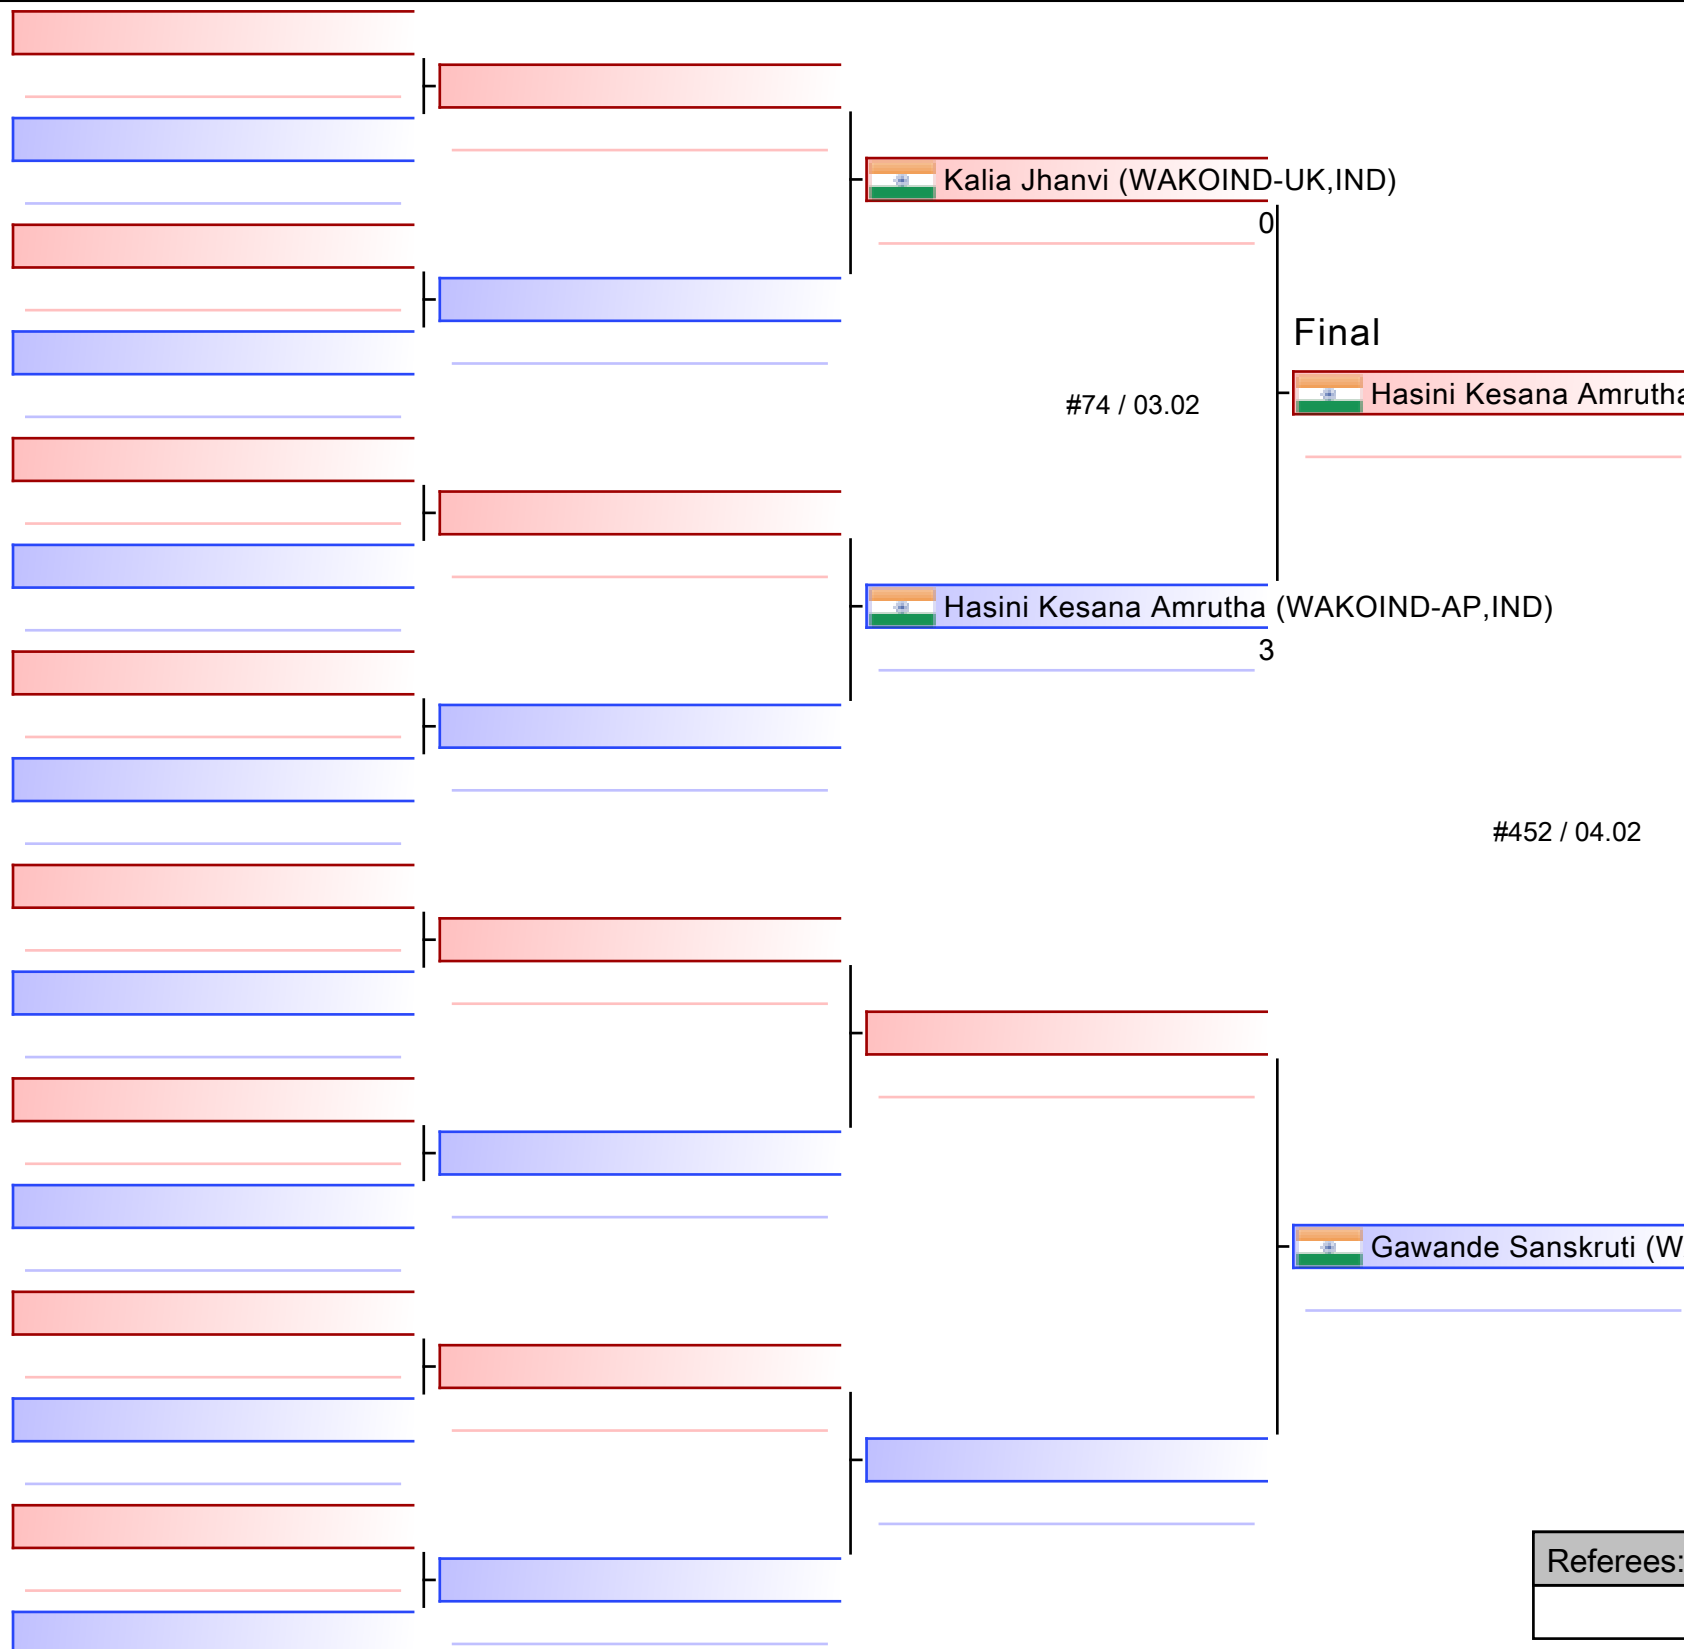 Kalia Jhanvi (WAKOIND-UK,IND)
0
Final
Hasini Kesana Amrutha
#74 / 03.02
Hasini Kesana Amrutha (WAKOIND-AP,IND)
3
#452 / 04.02
Gawande Sanskruti (W
Referees: